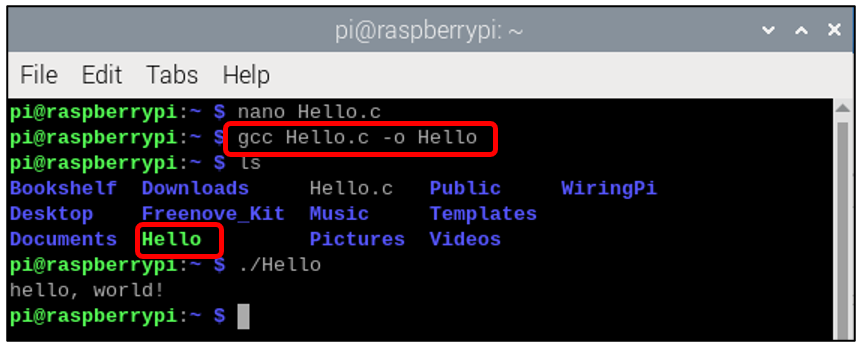 pi@raspberrypi: ~
File Edit Tabs Help
pi@raspberrypi:~ $ nano Hello.c
pi@raspberrypi:~ $ gcc Hello.c -o Hello
pi@raspberrypi:~ $ ls
Bookshelf Downloads Hello.c Public WiringPi
Desktop Freenove_Kit Music Templates
Documents Hello Pictures Videos
pi@raspberrypi:~ $ ./Hello
hello, world!
pi@raspberrypi:~ $